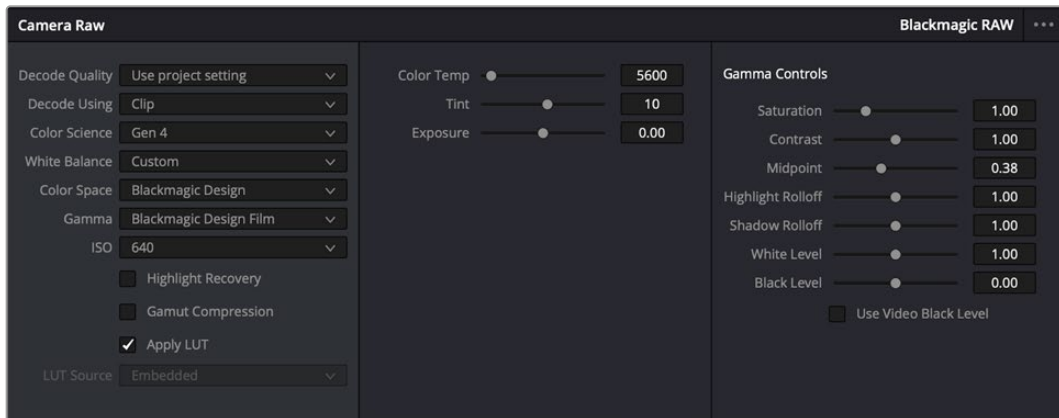 Camera Raw
Blackmagic RAW
Decode Quality Use project setting
Decode Using Clip
Color Science Gen 4
White Balance Custom
Color Space Blackmagic Design
Gamma Blackmagic Design Film
ISO 640
Highlight Recovery
Gamut Compression
Apply LUT
LUT Source Embedded
Color Temp 5600
Tint 10
Exposure 0.00
Gamma Controls
Saturation 1.00
Contrast 1.00
Midpoint 0.38
Highlight Rolloff 1.00
Shadow Rolloff 1.00
White Level 1.00
Black Level 0.00
Use Video Black Level